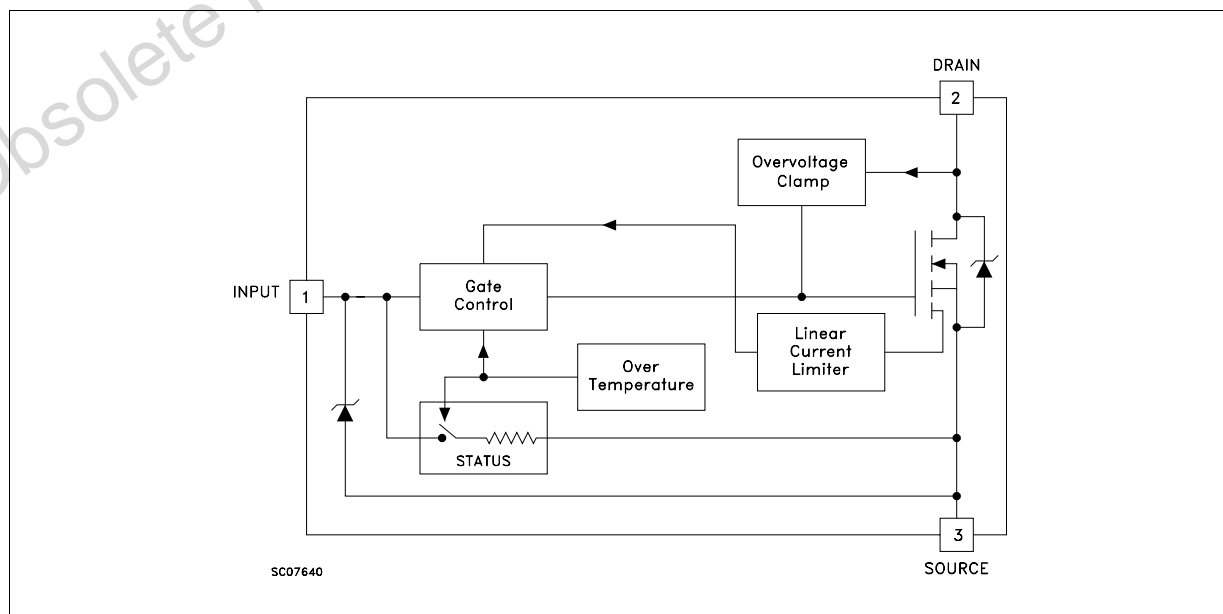 obsolete
DRAIN
2
Overvoltage
Clamp
INPUT
1
Gate
Control
Linear
Current
Limiter
Over
Temperature
STATUS
3
SOURCE
SC07640